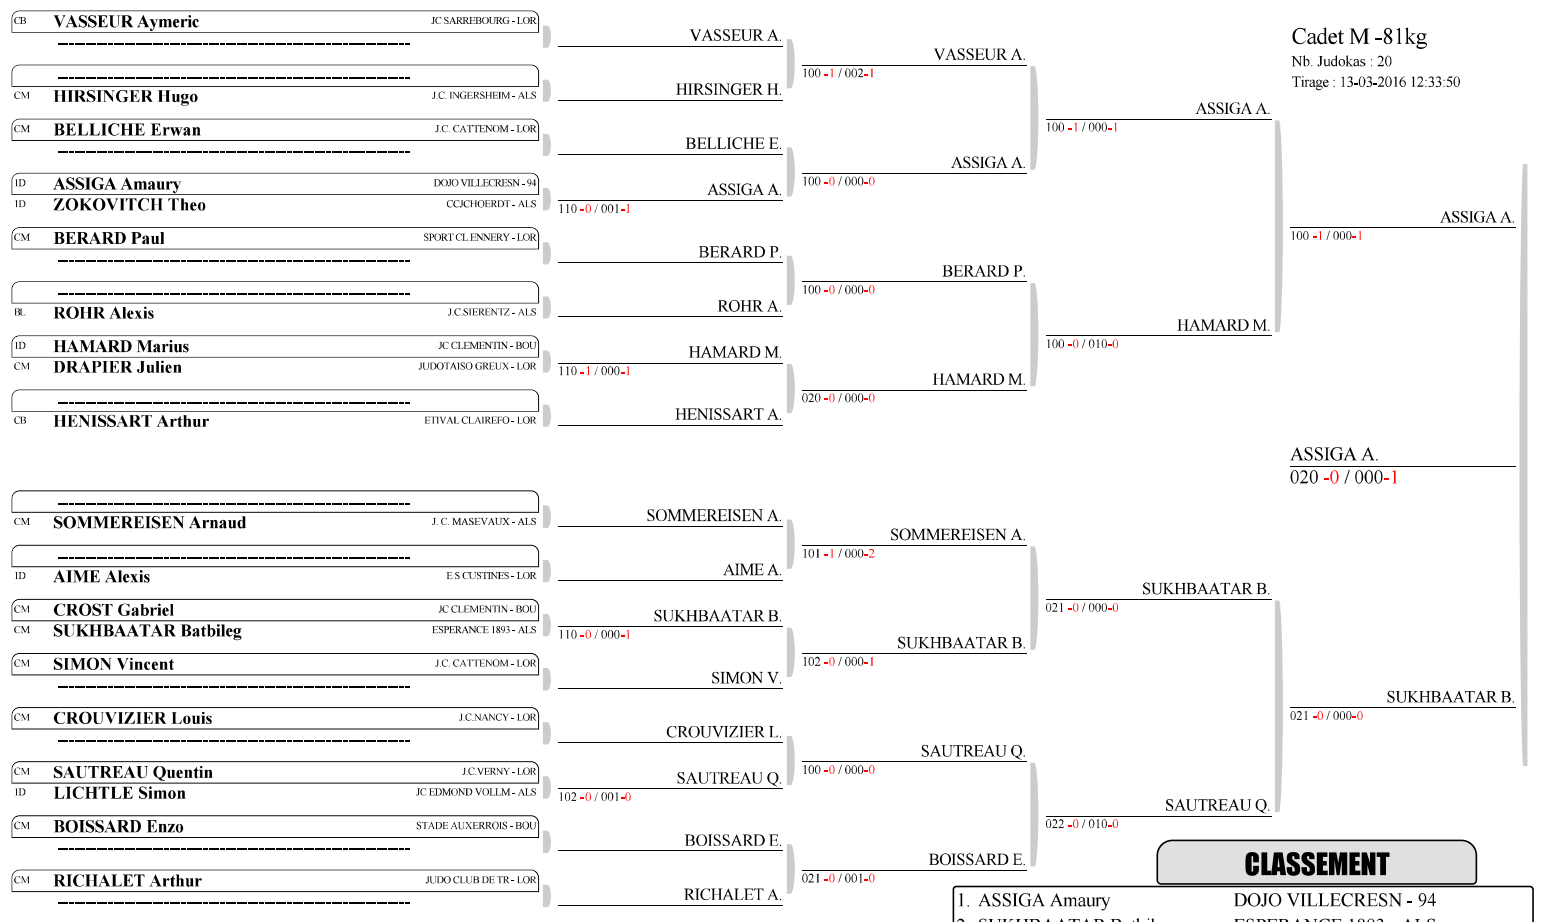 Cadet M -81kg
Nb. Judokas : 20
Tirage : 13-03-2016 12:33:50
CB VASSEUR Aymeric JC SARREBOURG - LOR
CM HIRSINGER Hugo J.C. INGERSHEIM - ALS
CM BELLICHE Erwan J.C. CATTENOM - LOR
1D ASSIGA Amaury DOJO VILLECRESN - 94
1D ZOKOVITCH Theo CCJCHOERDT - ALS
CM BERARD Paul SPORT CL ENNERY - LOR
BL ROHR Alexis J.C.SIERENTZ - ALS
1D HAMARD Marius JC CLEMENTIN - BOU
CM DRAPIER Julien JUDOTAISO GREUX - LOR
CB HENISSART Arthur ETIVAL CLAIREFO - LOR
CM SOMMEREISEN Arnaud J. C. MASEVAUX - ALS
1D AIME Alexis E S CUSTINES - LOR
CM CROST Gabriel JC CLEMENTIN - BOU
CM SUKHBAATAR Batbileg ESPERANCE 1893 - ALS
CM SIMON Vincent J.C. CATTENOM - LOR
CM CROUVIZIER Louis J.C.NANCY - LOR
CM SAUTREAU Quentin J.C.VERNY - LOR
1D LICHTLE Simon JC EDMOND VOLLM - ALS
CM BOISSARD Enzo STADE AUXERROIS - BOU
CM RICHALET Arthur JUDO CLUB DE TR - LOR
VASSEUR A.
HIRSINGER H.
BELLICHE E.
ASSIGA A.
110 -0 / 001-1
BERARD P.
ROHR A.
HAMARD M.
110 -1 / 000-1
HENISSART A.
SOMMEREISEN A.
AIME A.
SUKHBAATAR B.
110 -0 / 000-1
SIMON V.
CROUVIZIER L.
SAUTREAU Q.
102 -0 / 001-0
BOISSARD E.
RICHALET A.
VASSEUR A.
100 -1 / 002-1
ASSIGA A.
100 -0 / 000-0
BERARD P.
100 -0 / 000-0
HAMARD M.
020 -0 / 000-0
SOMMEREISEN A.
101 -1 / 000-2
SUKHBAATAR B.
102 -0 / 000-1
SAUTREAU Q.
100 -0 / 000-0
BOISSARD E.
021 -0 / 001-0
ASSIGA A.
100 -1 / 000-1
HAMARD M.
100 -0 / 010-0
SUKHBAATAR B.
021 -0 / 000-0
SAUTREAU Q.
022 -0 / 010-0
ASSIGA A.
100 -1 / 000-1
SUKHBAATAR B.
021 -0 / 000-0
ASSIGA A.
020 -0 / 000-1
CLASSEMENT
1. ASSIGA Amaury DOJO VILLECRESN - 94